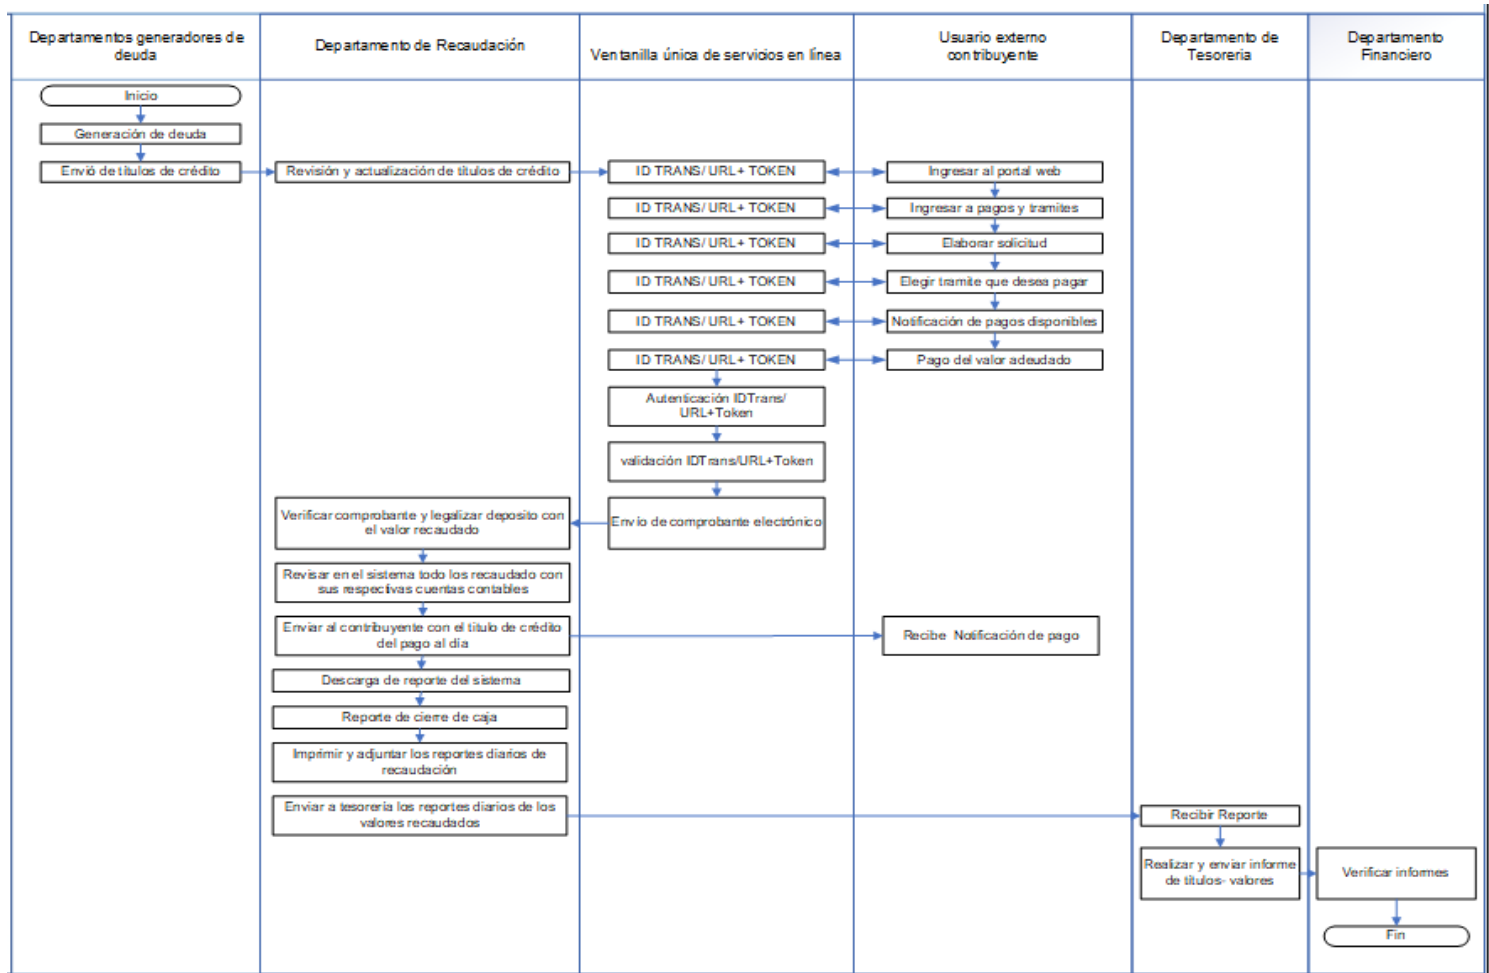 Departamentos generadores de
deuda
Departamento de Recaudación
Ventanilla única de servicios en línea
Usuario externo
contribuyente
Departamento de
Tesoreria
Departamento
Financiero
Inicio
Generación de deuda
Envió de títulos de crédito
Revisión y actualización de títulos de crédito
ID TRANS/ URL+ TOKEN
Ingresar al portal web
ID TRANS/ URL+ TOKEN
Ingresar a pagos y tramites
ID TRANS/ URL+ TOKEN
Elaborar solicitud
ID TRANS/ URL+ TOKEN
Elegir tramite que desea pagar
ID TRANS/ URL+ TOKEN
Notificación de pagos disponibles
ID TRANS/ URL+ TOKEN
Pago del valor adeudado
Autenticación IDTrans/
URL+Token
validación IDTrans/URL+Token
Envío de comprobante electrónico
Verificar comprobante y legalizar deposito con
el valor recaudado
Revisar en el sistema todo los recaudado con
sus respectivas cuentas contables
Enviar al contribuyente con el titulo de crédito
del pago al día
Recibe Notificación de pago
Descarga de reporte del sistema
Reporte de cierre de caja
Imprimir y adjuntar los reportes diarios de
recaudación
Enviar a tesorería los reportes diarios de los
valores recaudados
Recibir Reporte
Realizar y enviar informe
de títulos- valores
Verificar informes
Fin